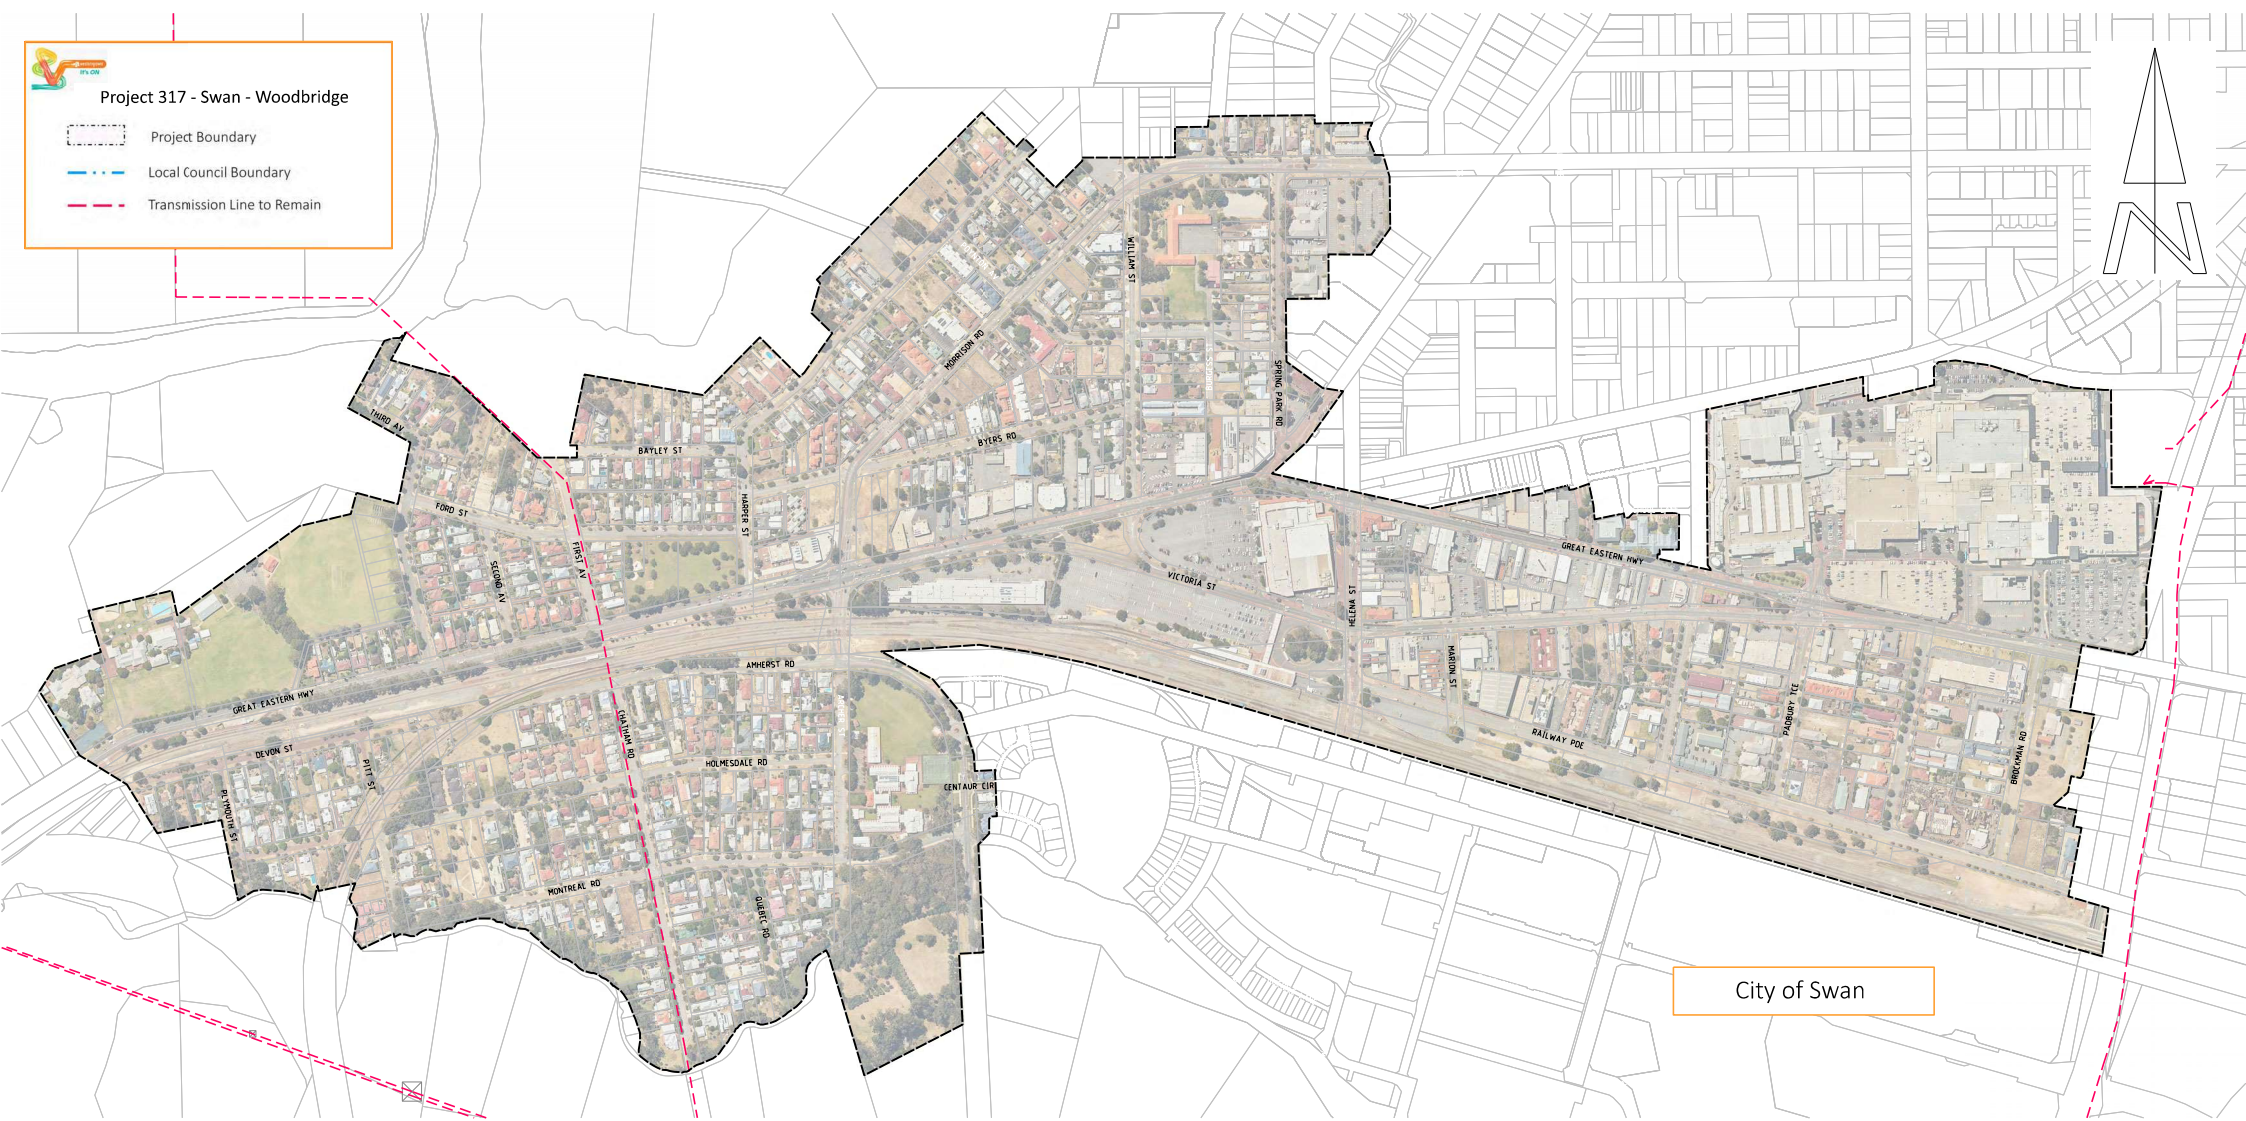 It's ON
Project 317 - Swan - Woodbridge
Project Boundary
Local Council Boundary
Transmission Line to Remain
N
WILLIAM ST
MORRISON RD
SPRING PARK RD
THIRD AV
BYERS RD
BAYLEY ST
HARPER ST
FORD ST
FIRST AV
SECOND AV
GREAT EASTERN HWY
VICTORIA ST
HELENA ST
AMHERST RD
MARION ST
GREAT EASTERN HWY
PADBURY TCE
CHATHAM RD
RAILWAY PDE
DEVON ST
PITT ST
HOLMESDALE RD
BROCKMAN RD
CENTAUR CIR
PLYMOUTH ST
MONTREAL RD
QUEBEC RD
City of Swan